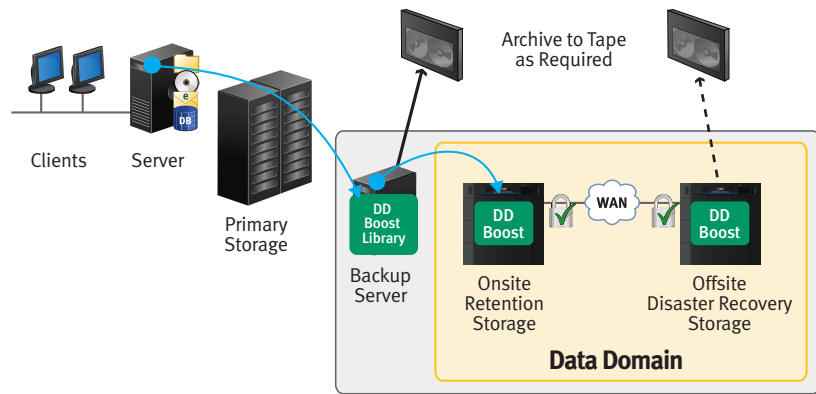 Archive to Tape
as Required
e
DB
Clients
Server
Primary
Storage
DD
Boost
Library
Backup
Server
DD
Boost
WAN
DD
Boost
Onsite
Retention
Storage
Offsite
Disaster Recovery
Storage
Data Domain